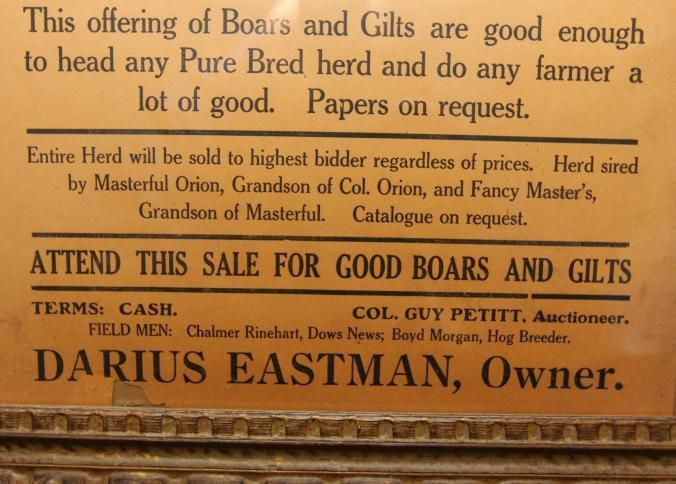 This offering of Boars and Gilts are good enough
to head any Pure Bred herd and do any farmer a
lot of good. Papers on request.
Entire Herd will be sold to highest bidder regardless of prices. Herd sired
by Masterful Orion, Grandson of Col. Orion, and Fancy Master's,
Grandson of Masterful. Catalogue on request.
ATTEND THIS SALE FOR GOOD BOARS AND GILTS
TERMS: CASH. COL. GUY PETITT, Auctioneer.
FIELD MEN: Chalmer Rinehart, Dows News; Boyd Morgan, Hog Breeder.
DARIUS EASTMAN, Owner.